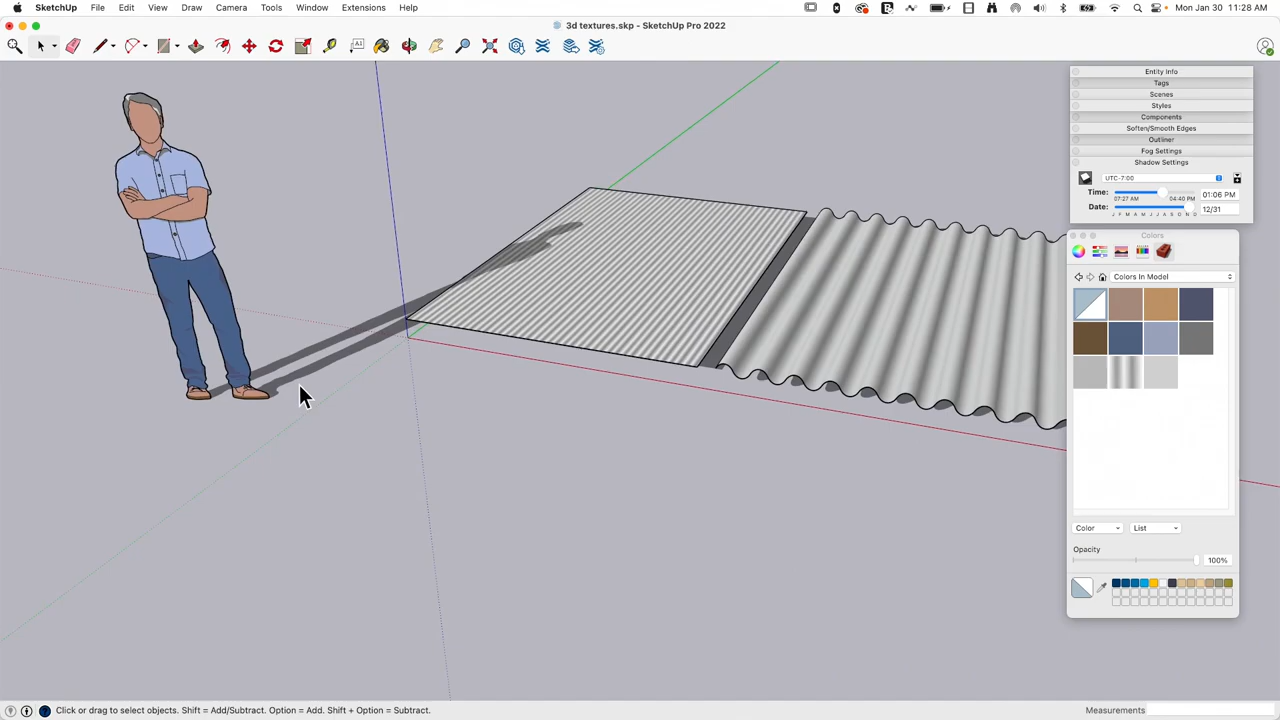 SketchUp File Edit View Draw Camera Tools Window Extensions Help Mon Jan 30 11:28 AM
3d textures.skp - SketchUp Pro 2022
Entity Info
Tags
Scenes
Styles
Components
Soften/Smooth Edges
Outliner
Fog Settings
Shadow Settings
UTC-7:00
Time: 01:06 PM
07:27 AM 04:40 PM
Date: 12/31
J F M A M J J A S O N D
Colors
Colors In Model
Color List
Opacity
100%
Click or drag to select objects. Shift = Add/Subtract. Option = Add. Shift + Option = Subtract.
Measurements